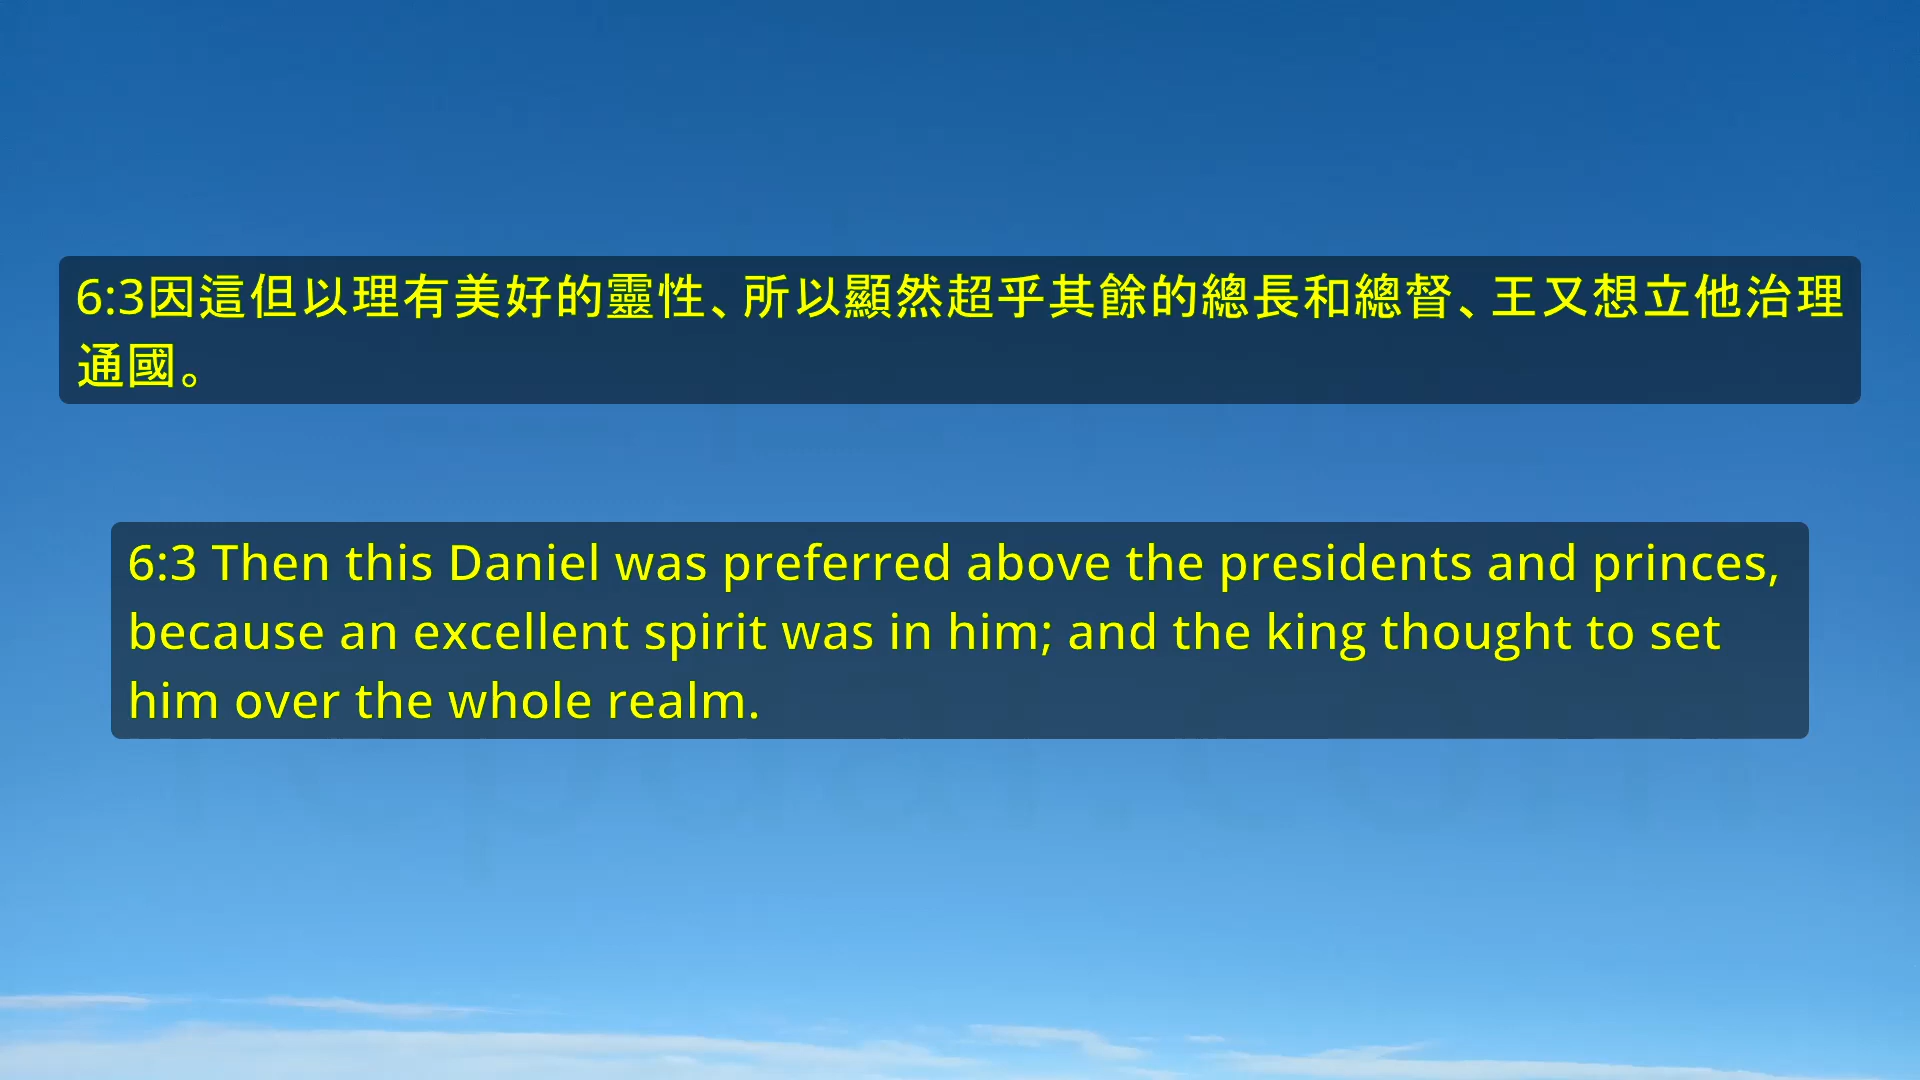 6:3因這但以理有美好的靈性、所以顯然超乎其餘的總長和總督、王又想立他治理
通國。
6:3 Then this Daniel was preferred above the presidents and princes,
because an excellent spirit was in him; and the king thought to set
him over the whole realm.